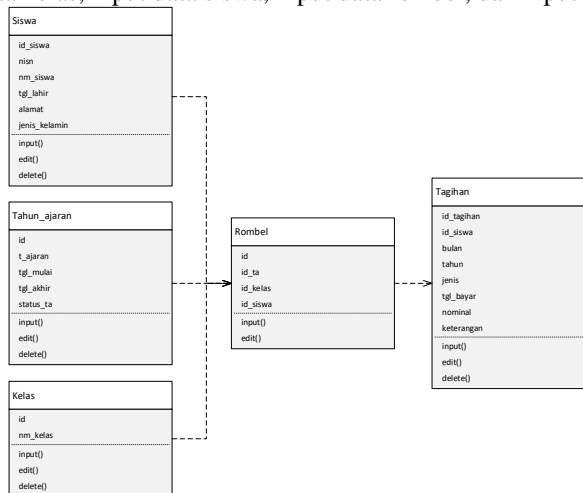 Siswa
id_siswa
nisn
nm_siswa
tgl_lahir
alamat
jenis_kelamin
input()
edit()
delete()
Tahun_ajaran
id
t_ajaran
tgl_mulai
tgl_akhir
status_ta
input()
edit()
delete()
Kelas
id
nm_kelas
input()
edit()
delete()
Rombel
id
id_ta
id_kelas
id_siswa
input()
edit()
Tagihan
id_tagihan
id_siswa
bulan
tahun
jenis
tgl_bayar
nominal
keterangan
input()
edit()
delete()